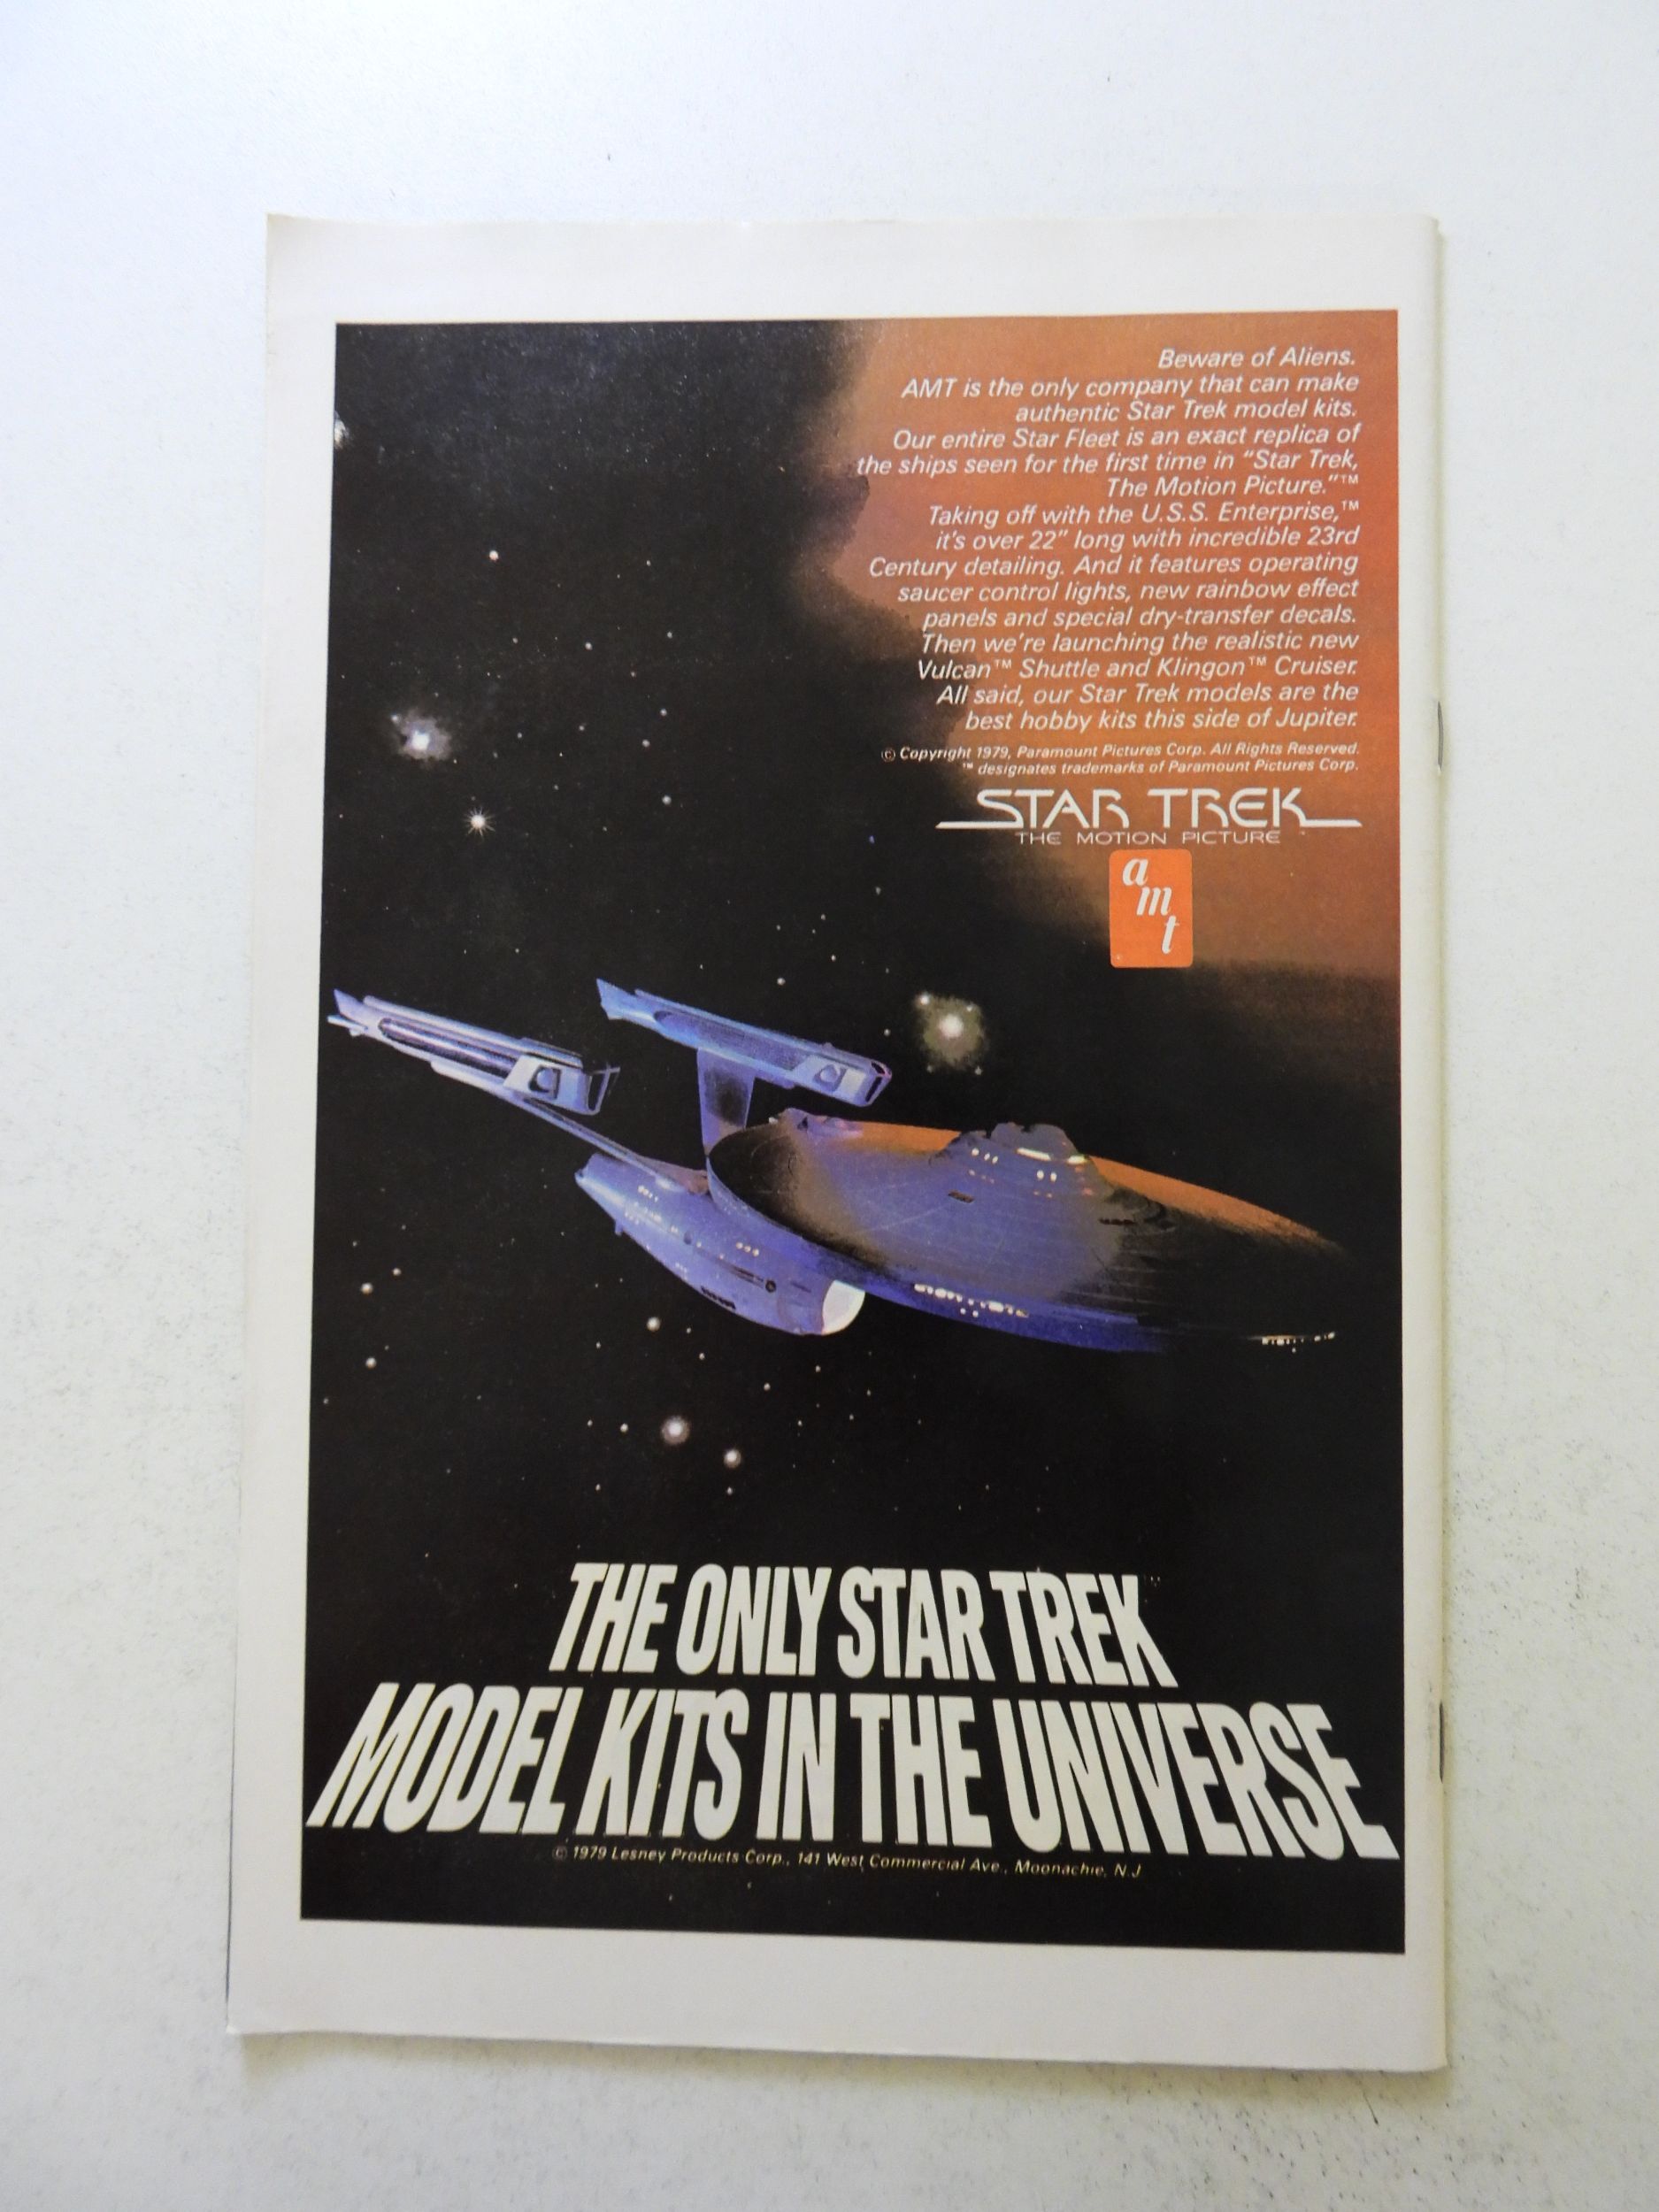 Beware of Aliens.
AMT is the only company that can make
authentic Star Trek model kits.
Our entire Star Fleet is an exact replica of
the ships seen for the first time in "Star Trek,
The Motion Picture."™
Taking off with the U.S.S. Enterprise,™
it's over 22" long with incredible 23rd
Century detailing. And it features operating
saucer control lights, new rainbow effect
panels and special dry-transfer decals.
Then we're launching the realistic new
Vulcan™ Shuttle and Klingon™ Cruiser.
All said, our Star Trek models are the
best hobby kits this side of Jupiter.
© Copyright 1979, Paramount Pictures Corp. All Rights Reserved.
™ designates trademarks of Paramount Pictures Corp.
STAR TREK
THE MOTION PICTURE™
amt
THE ONLY STAR TREK™
MODEL KITS IN THE UNIVERSE
© 1979 Lesney Products Corp., 141 West Commercial Ave., Moonachie, N.J